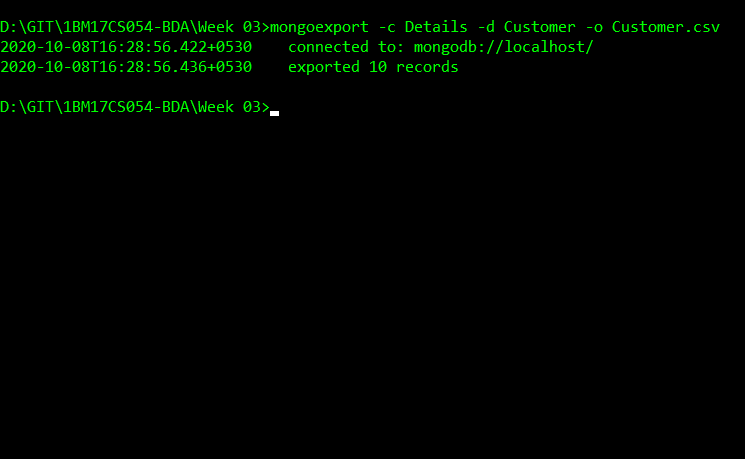 D:\GIT\1BM17CS054-BDA\Week 03>mongoexport -c Details -d Customer -o Customer.csv
2020-10-08T16:28:56.422+0530    connected to: mongodb://localhost/
2020-10-08T16:28:56.436+0530    exported 10 records
D:\GIT\1BM17CS054-BDA\Week 03>